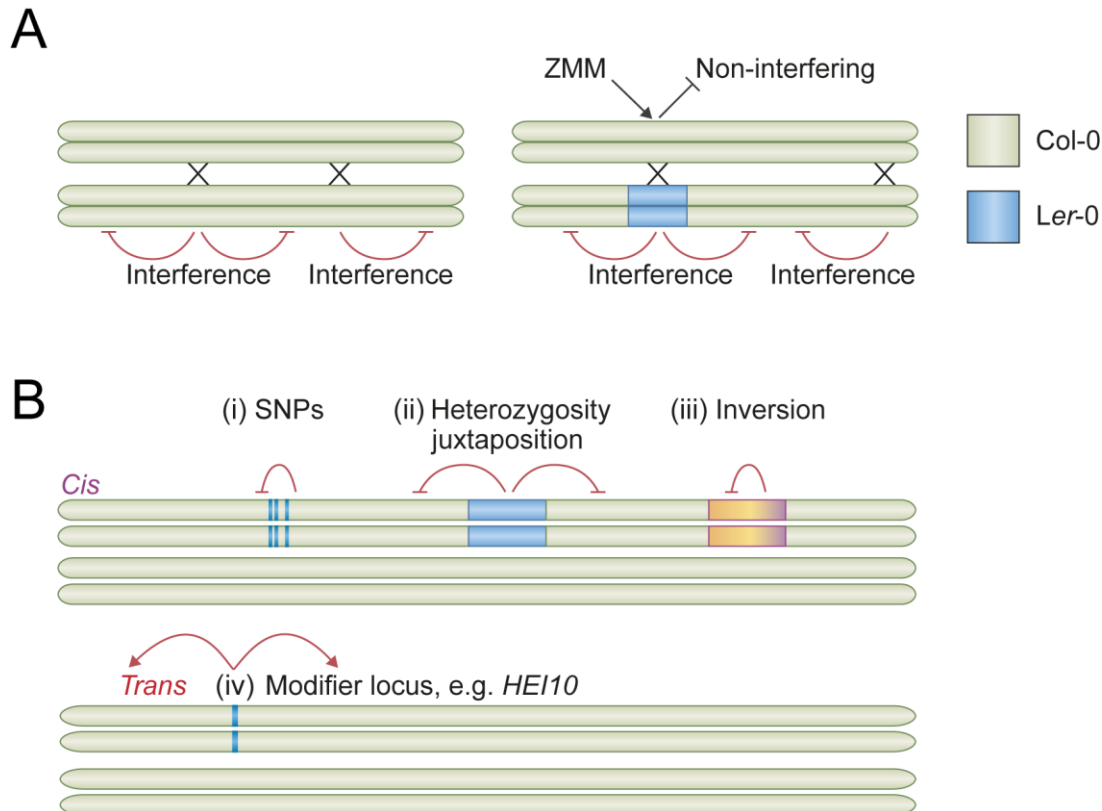 A
ZMM Non-interfering
Col-0
Ler-0
Interference Interference Interference Interference
B
(i) SNPs (ii) Heterozygosity (iii) Inversion
juxtaposition
Cis
Trans (iv) Modifier locus, e.g. HEI10